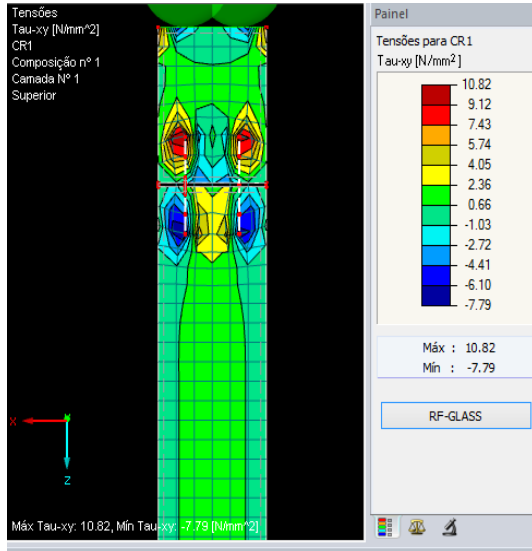 Tensões
Tau-xy [N/mm^2]
CR1
Composição nº 1
Camada Nº 1
Superior
X
Z
Máx Tau-xy: 10.82, Mín Tau-xy: -7.79 [N/mm^2]
Painel
Tensões para CR1
Tau-xy [N/mm²]
10.82
9.12
7.43
5.74
4.05
2.36
0.66
-1.03
-2.72
-4.41
-6.10
-7.79
Máx : 10.82
Mín : -7.79
RF-GLASS